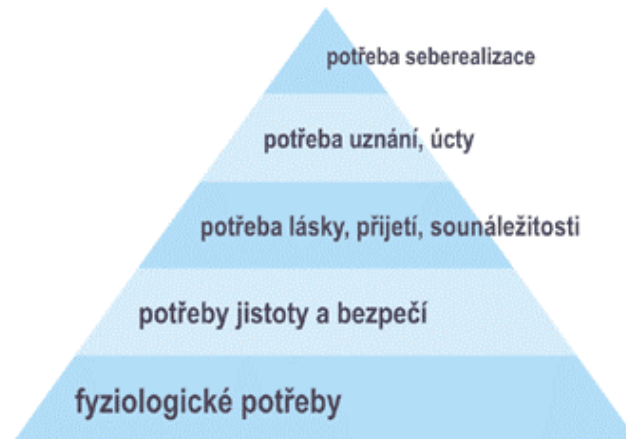 potřeba seberealizace
potřeba uznání, úcty
potřeba lásky, přijetí, sounáležitosti
potřeby jistoty a bezpečí
fyziologické potřeby